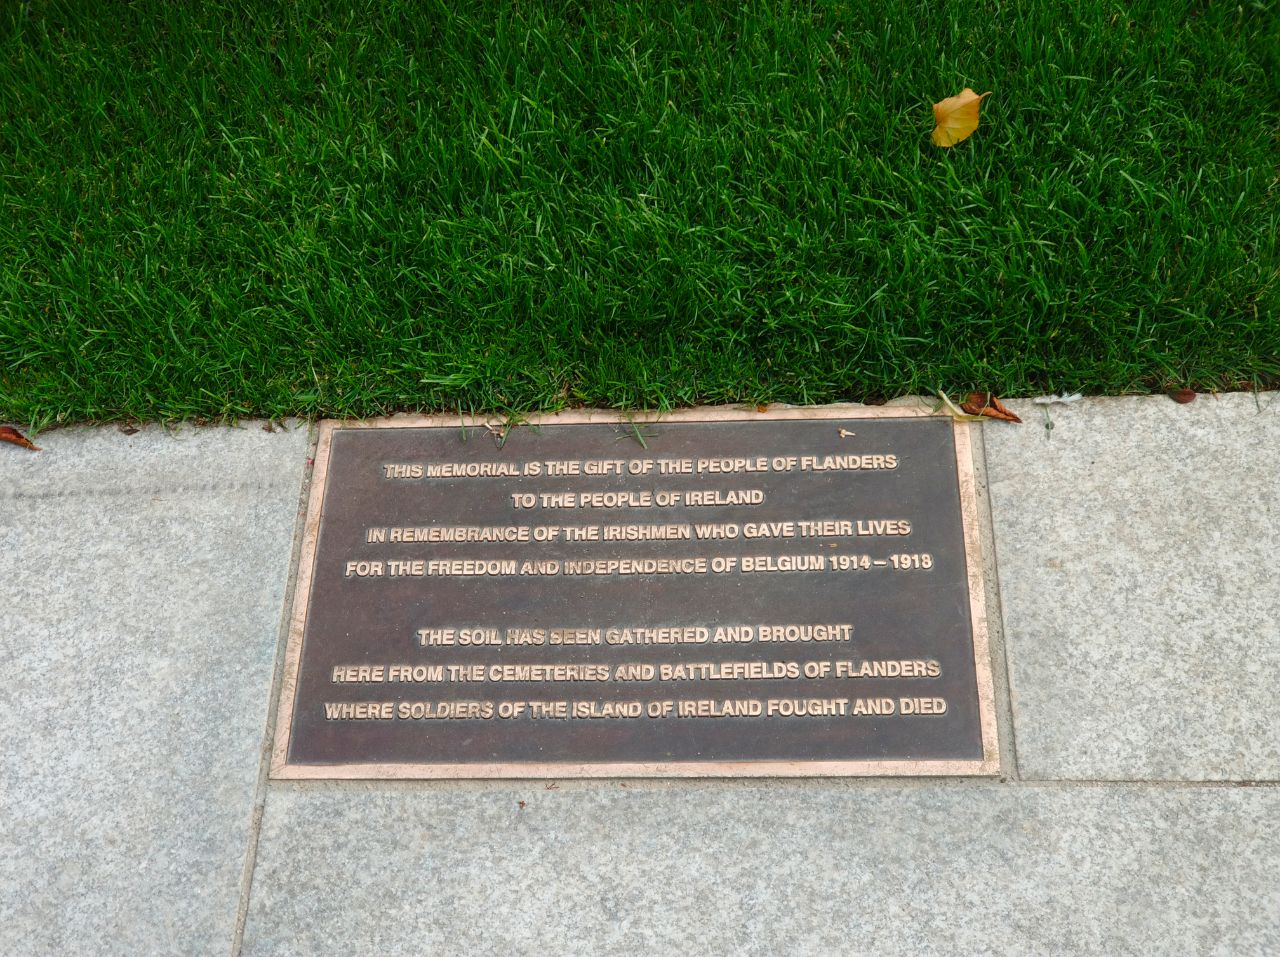 THIS MEMORIAL IS THE GIFT OF THE PEOPLE OF FLANDERS
TO THE PEOPLE OF IRELAND
IN REMEMBRANCE OF THE IRISHMEN WHO GAVE THEIR LIVES
FOR THE FREEDOM AND INDEPENDENCE OF BELGIUM 1914 – 1918
THE SOIL HAS BEEN GATHERED AND BROUGHT
HERE FROM THE CEMETERIES AND BATTLEFIELDS OF FLANDERS
WHERE SOLDIERS OF THE ISLAND OF IRELAND FOUGHT AND DIED